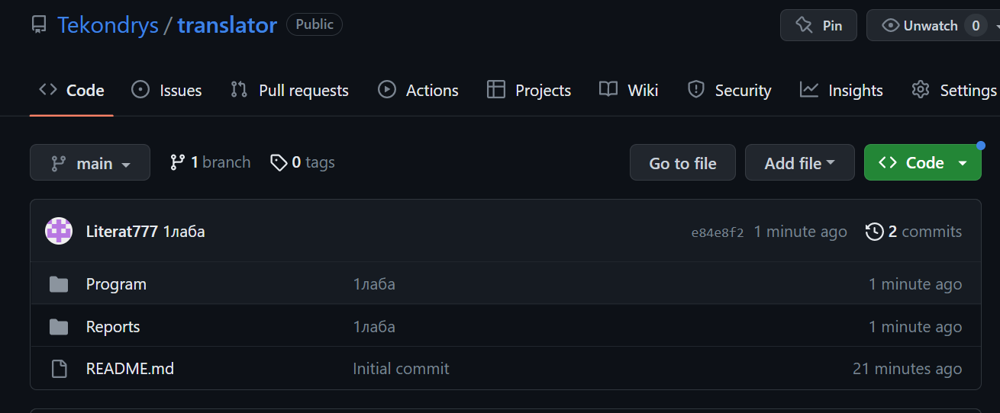 Tekondrys / translator Public Pin Unwatch 0
Code Issues Pull requests Actions Projects Wiki Security Insights Settings
main 1 branch 0 tags Go to file Add file Code
Literat777 1лаба e84e8f2 1 minute ago 2 commits
Program 1лаба 1 minute ago
Reports 1лаба 1 minute ago
README.md Initial commit 21 minutes ago